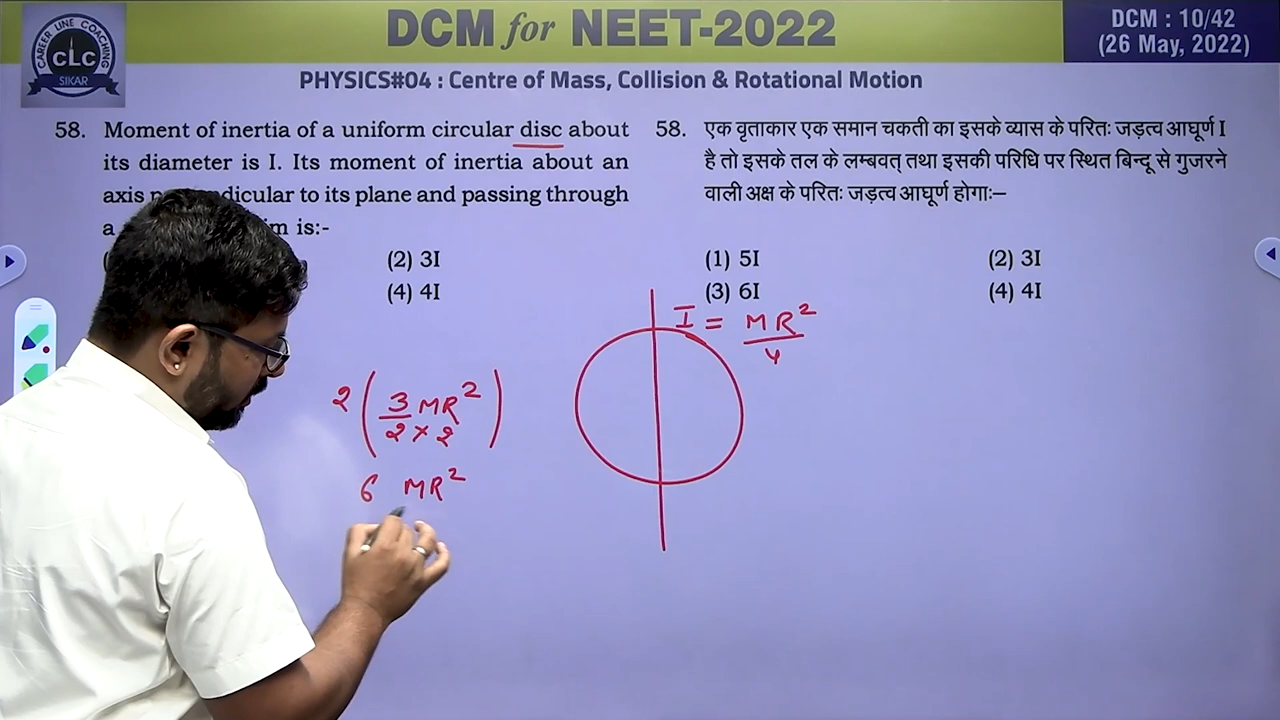 DCM for NEET-2022
DCM : 10/42
(26 May, 2022)
CAREER LINE COACHING
CLC
SIKAR
PHYSICS#04 : Centre of Mass, Collision & Rotational Motion
58. Moment of inertia of a uniform circular disc about
its diameter is I. Its moment of inertia about an
axis perpendicular to its plane and passing through
a is:-
(2) 3I
(4) 4I
58. एक वृताकार एक समान चकती का इसके व्यास के परितः जड़त्व आघूर्ण I
है तो इसके तल के लम्बवत् तथा इसकी परिधि पर स्थित बिन्दू से गुजरने
वाली अक्ष के परितः जड़त्व आघूर्ण होगाः–
(1) 5I (2) 3I
(3) 6I (4) 4I
I = MR²/4
2(3/2×2 MR²)
6 MR²